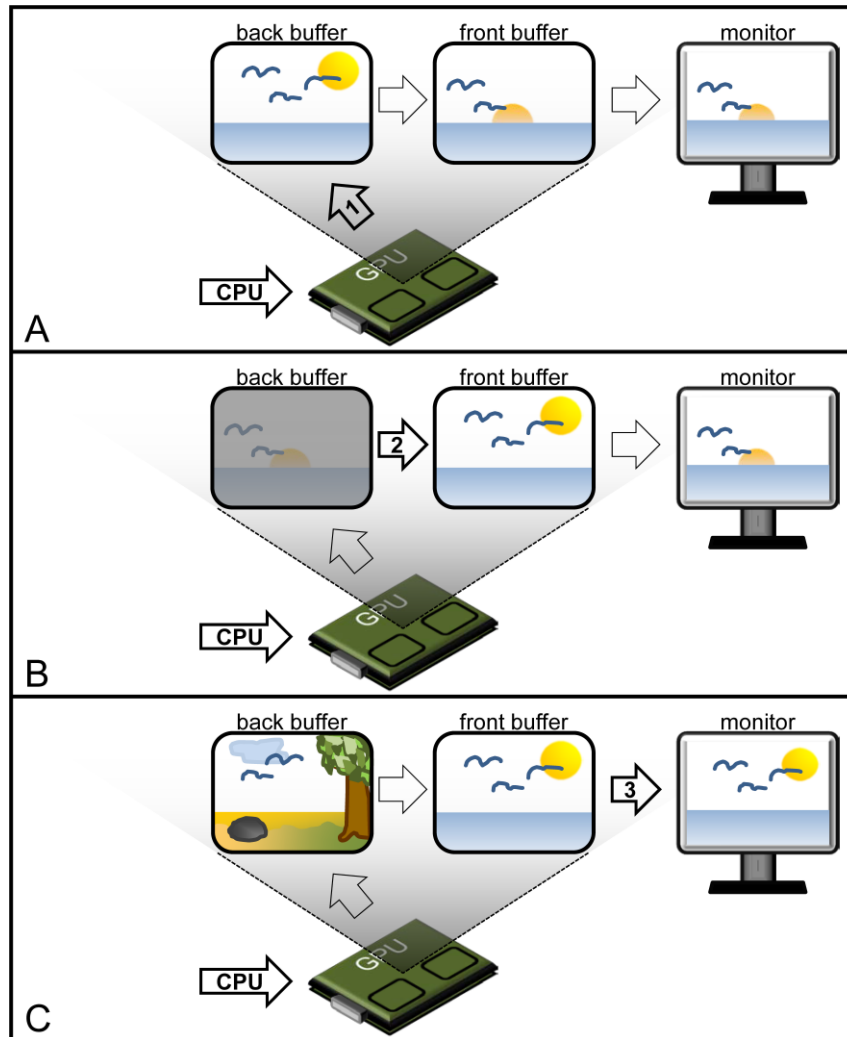 back buffer front buffer monitor
1
GPU
CPU
A
back buffer front buffer monitor
2
GPU
CPU
B
back buffer front buffer monitor
3
GPU
CPU
C